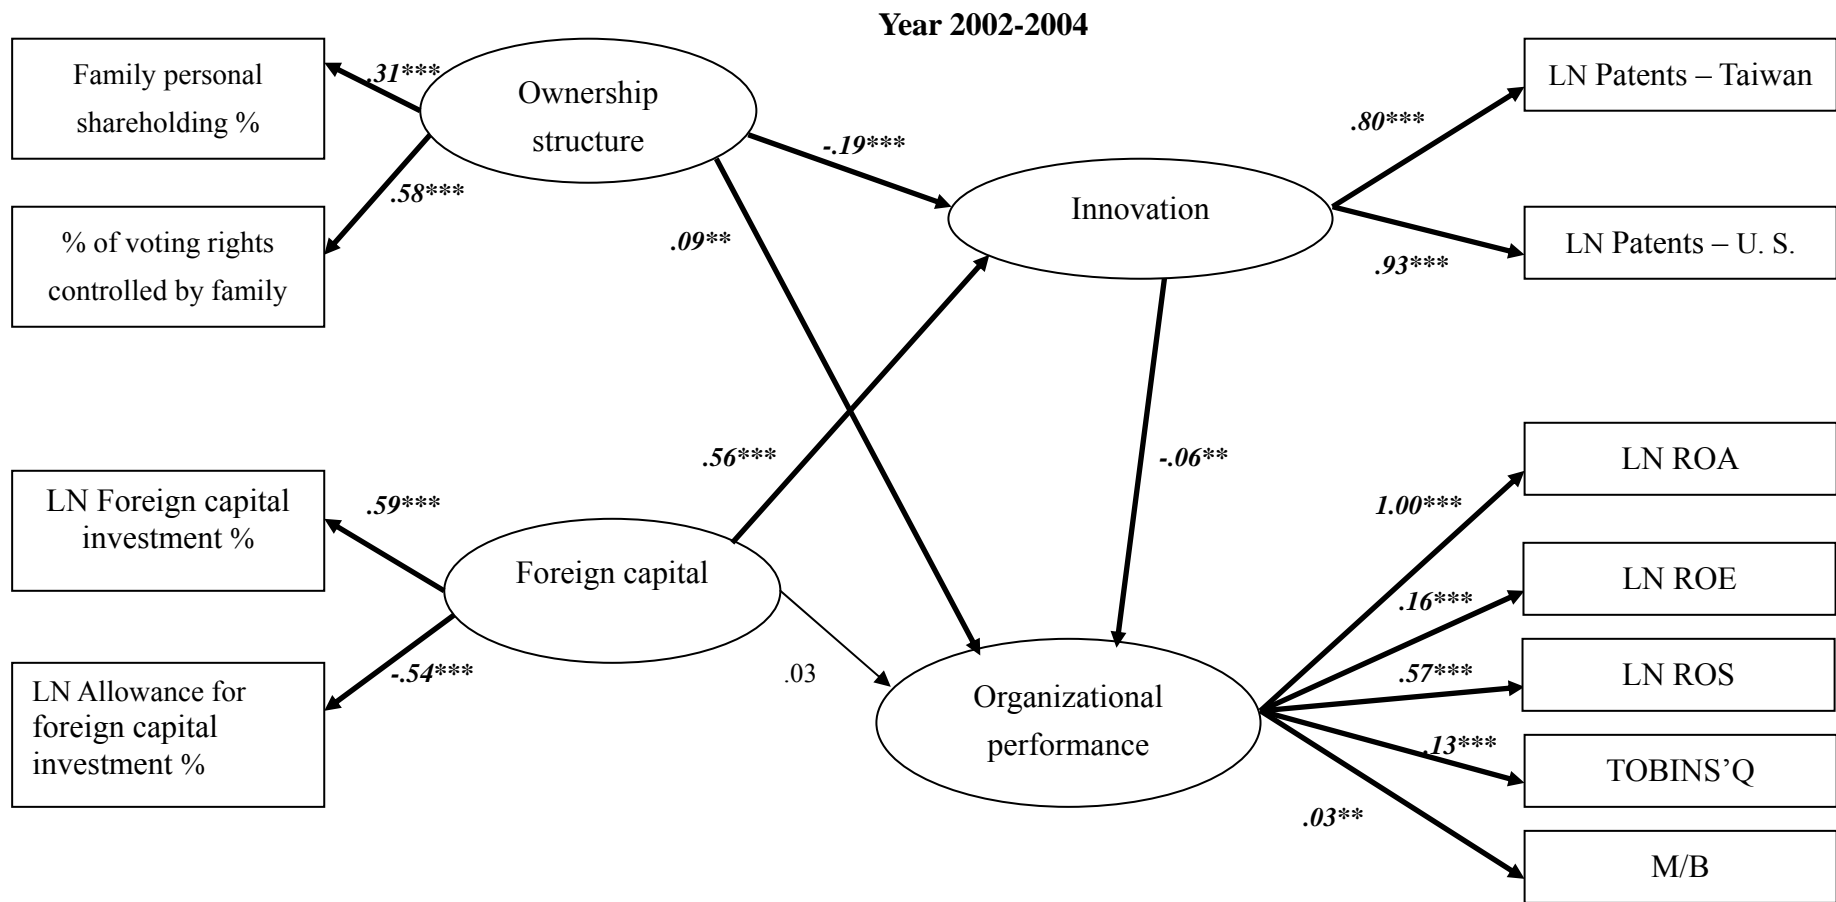 Year 2002-2004
Family personal
shareholding %
.31***
Ownership
structure
LN Patents – Taiwan
.80***
-.19***
.58***
% of voting rights
controlled by family
.09**
Innovation
LN Patents – U. S.
.93***
.56***
-.06**
LN ROA
LN Foreign capital
investment %
.59***
1.00***
Foreign capital
LN ROE
.16***
LN Allowance for
foreign capital
investment %
-.54***
.03
Organizational
performance
.57***
LN ROS
.13***
TOBINS’Q
.03**
M/B